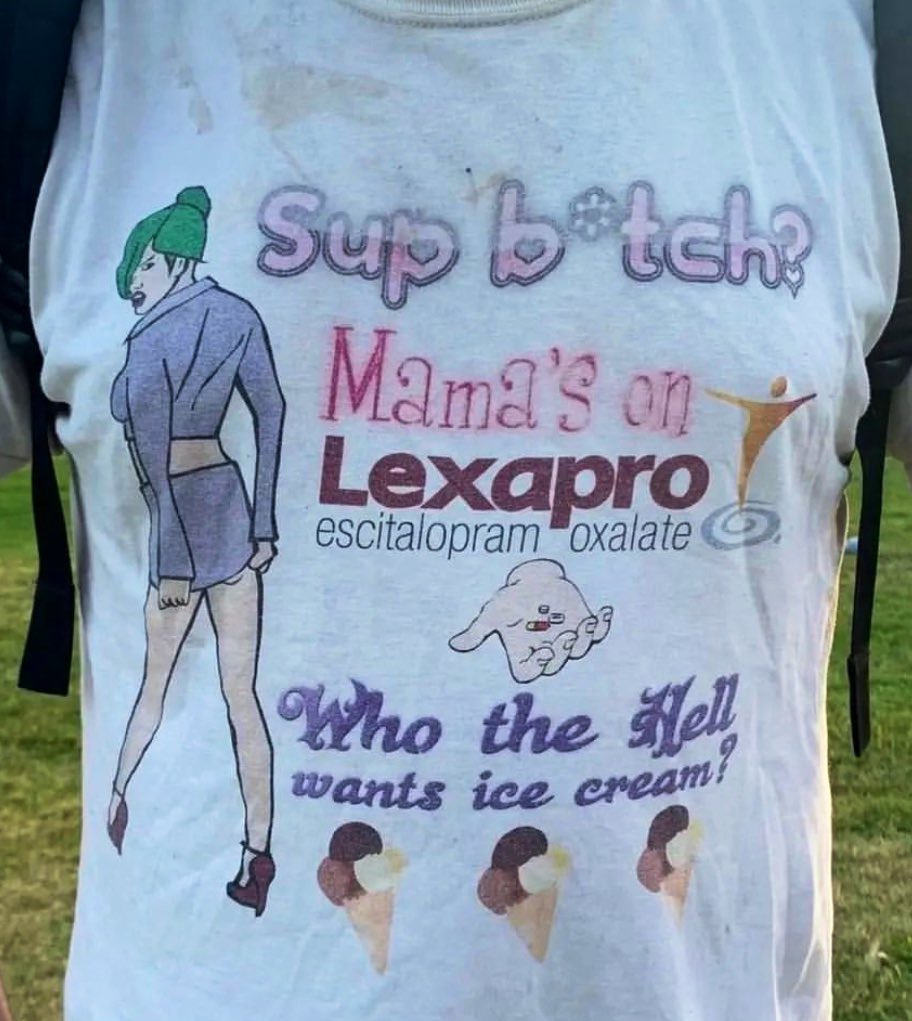 Sup b*tch?
Mama's on
Lexapro
escitalopram oxalate
Who the Hell
wants ice cream?